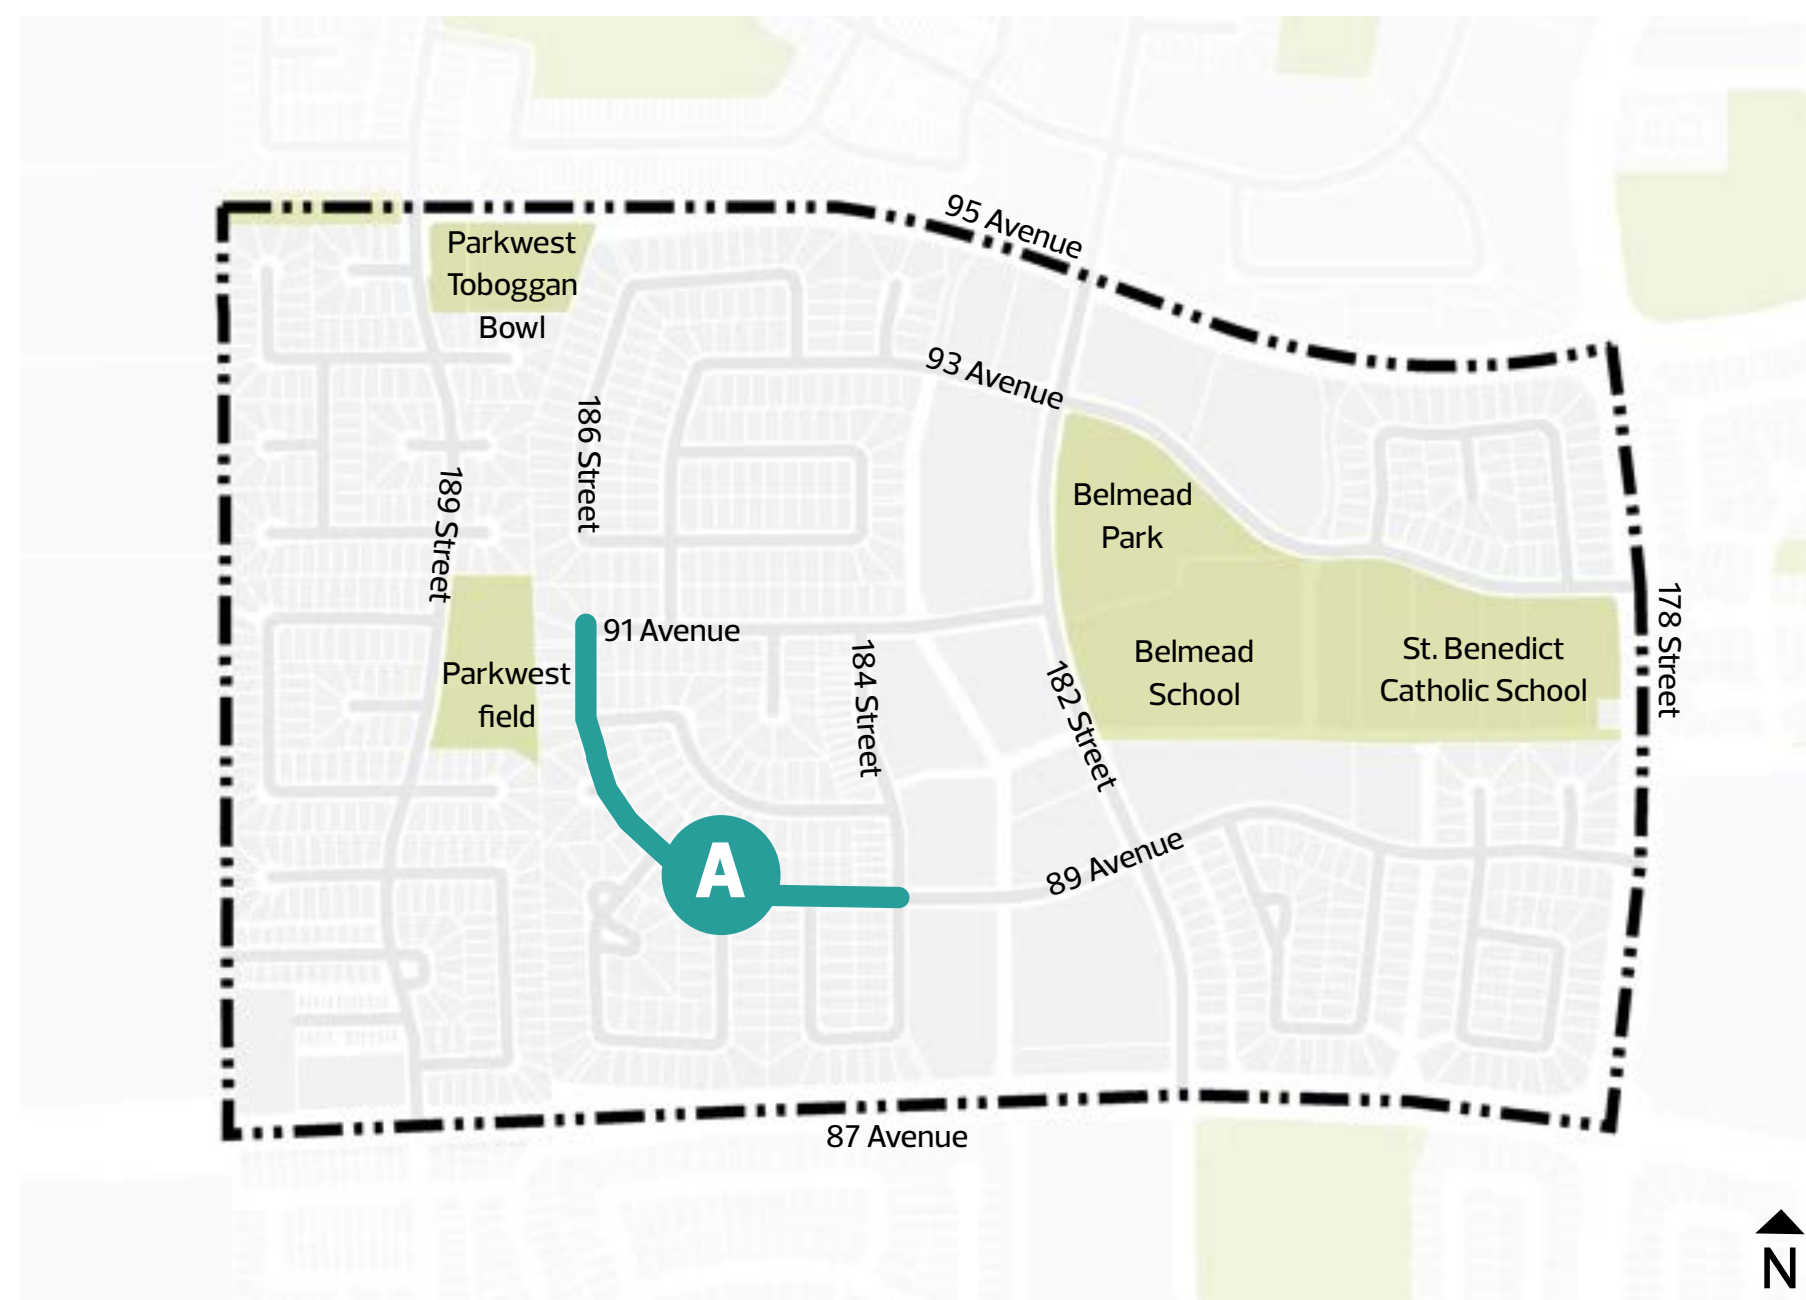 95 Avenue
Parkwest
Toboggan
Bowl
93 Avenue
186 Street
189 Street
Belmead
Park
91 Avenue
178 Street
Parkwest
field
184 Street
182 Street
Belmead
School
St. Benedict
Catholic School
A
89 Avenue
87 Avenue
N